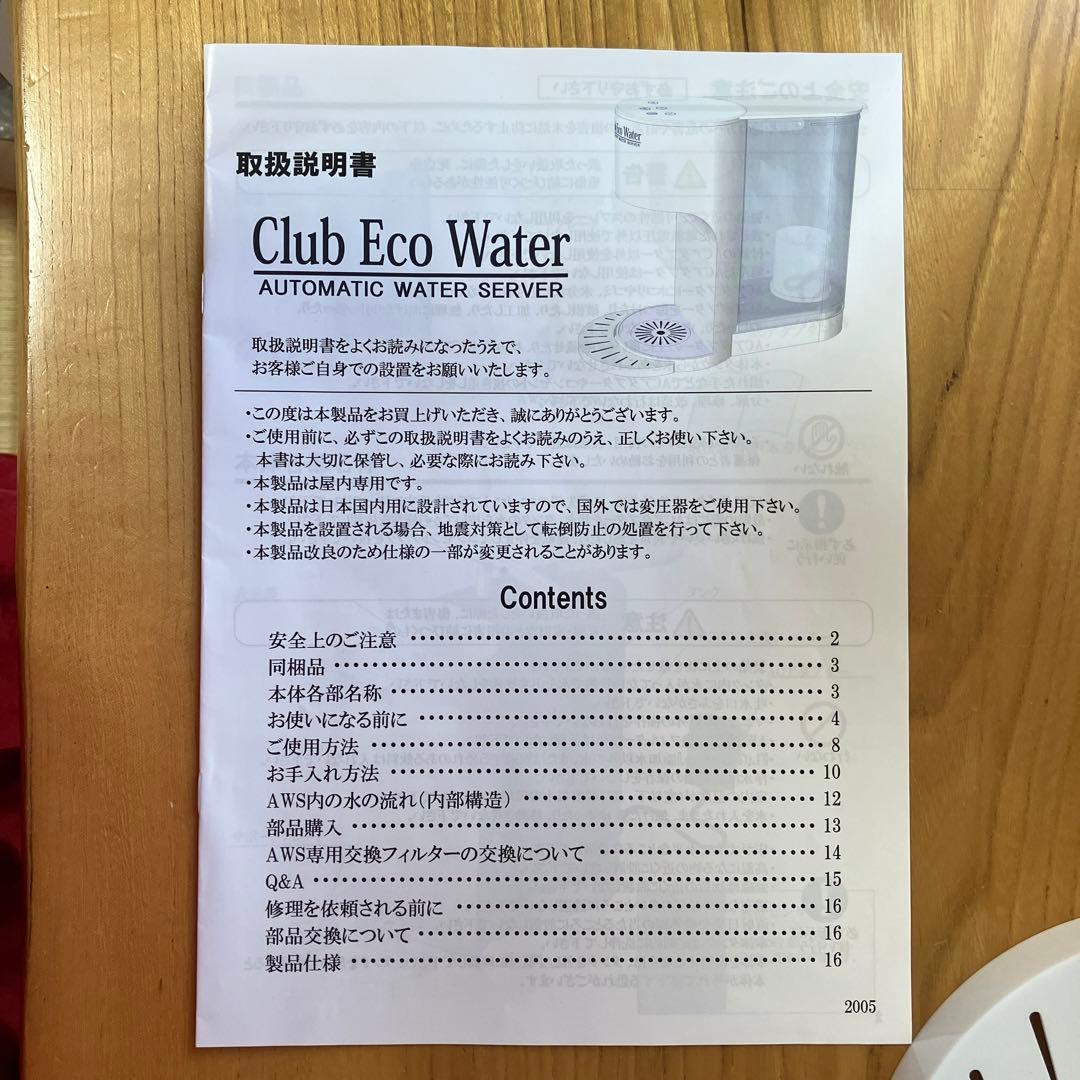 取扱説明書
Club Eco Water
AUTOMATIC WATER SERVER
Eco Water
WATER SERVER
取扱説明書をよくお読みになったうえで、
お客様ご自身での設置をお願いいたします。
・この度は本製品をお買上げいただき、誠にありがとうございます。
・ご使用前に、必ずこの取扱説明書をよくお読みのうえ、正しくお使い下さい。
本書は大切に保管し、必要な際にお読み下さい。
・本製品は屋内専用です。
・本製品は日本国内用に設計されていますので、国外では変圧器をご使用下さい。
・本製品を設置される場合、地震対策として転倒防止の処置を行って下さい。
・本製品改良のため仕様の一部が変更されることがあります。
Contents
安全上のご注意 ・・・・・・・・・・ 2
同梱品 ・・・・・・・・・・ 3
本体各部名称 ・・・・・・・・・・ 3
お使いになる前に ・・・・・・・・・・ 4
ご使用方法 ・・・・・・・・・・ 8
お手入れ方法 ・・・・・・・・・・ 10
AWS内の水の流れ（内部構造） ・・・・・・・・・・ 12
部品購入 ・・・・・・・・・・ 13
AWS専用交換フィルターの交換について ・・・・・・・・・・ 14
Q&A ・・・・・・・・・・ 15
修理を依頼される前に ・・・・・・・・・・ 16
部品交換について ・・・・・・・・・・ 16
製品仕様 ・・・・・・・・・・ 16
2005